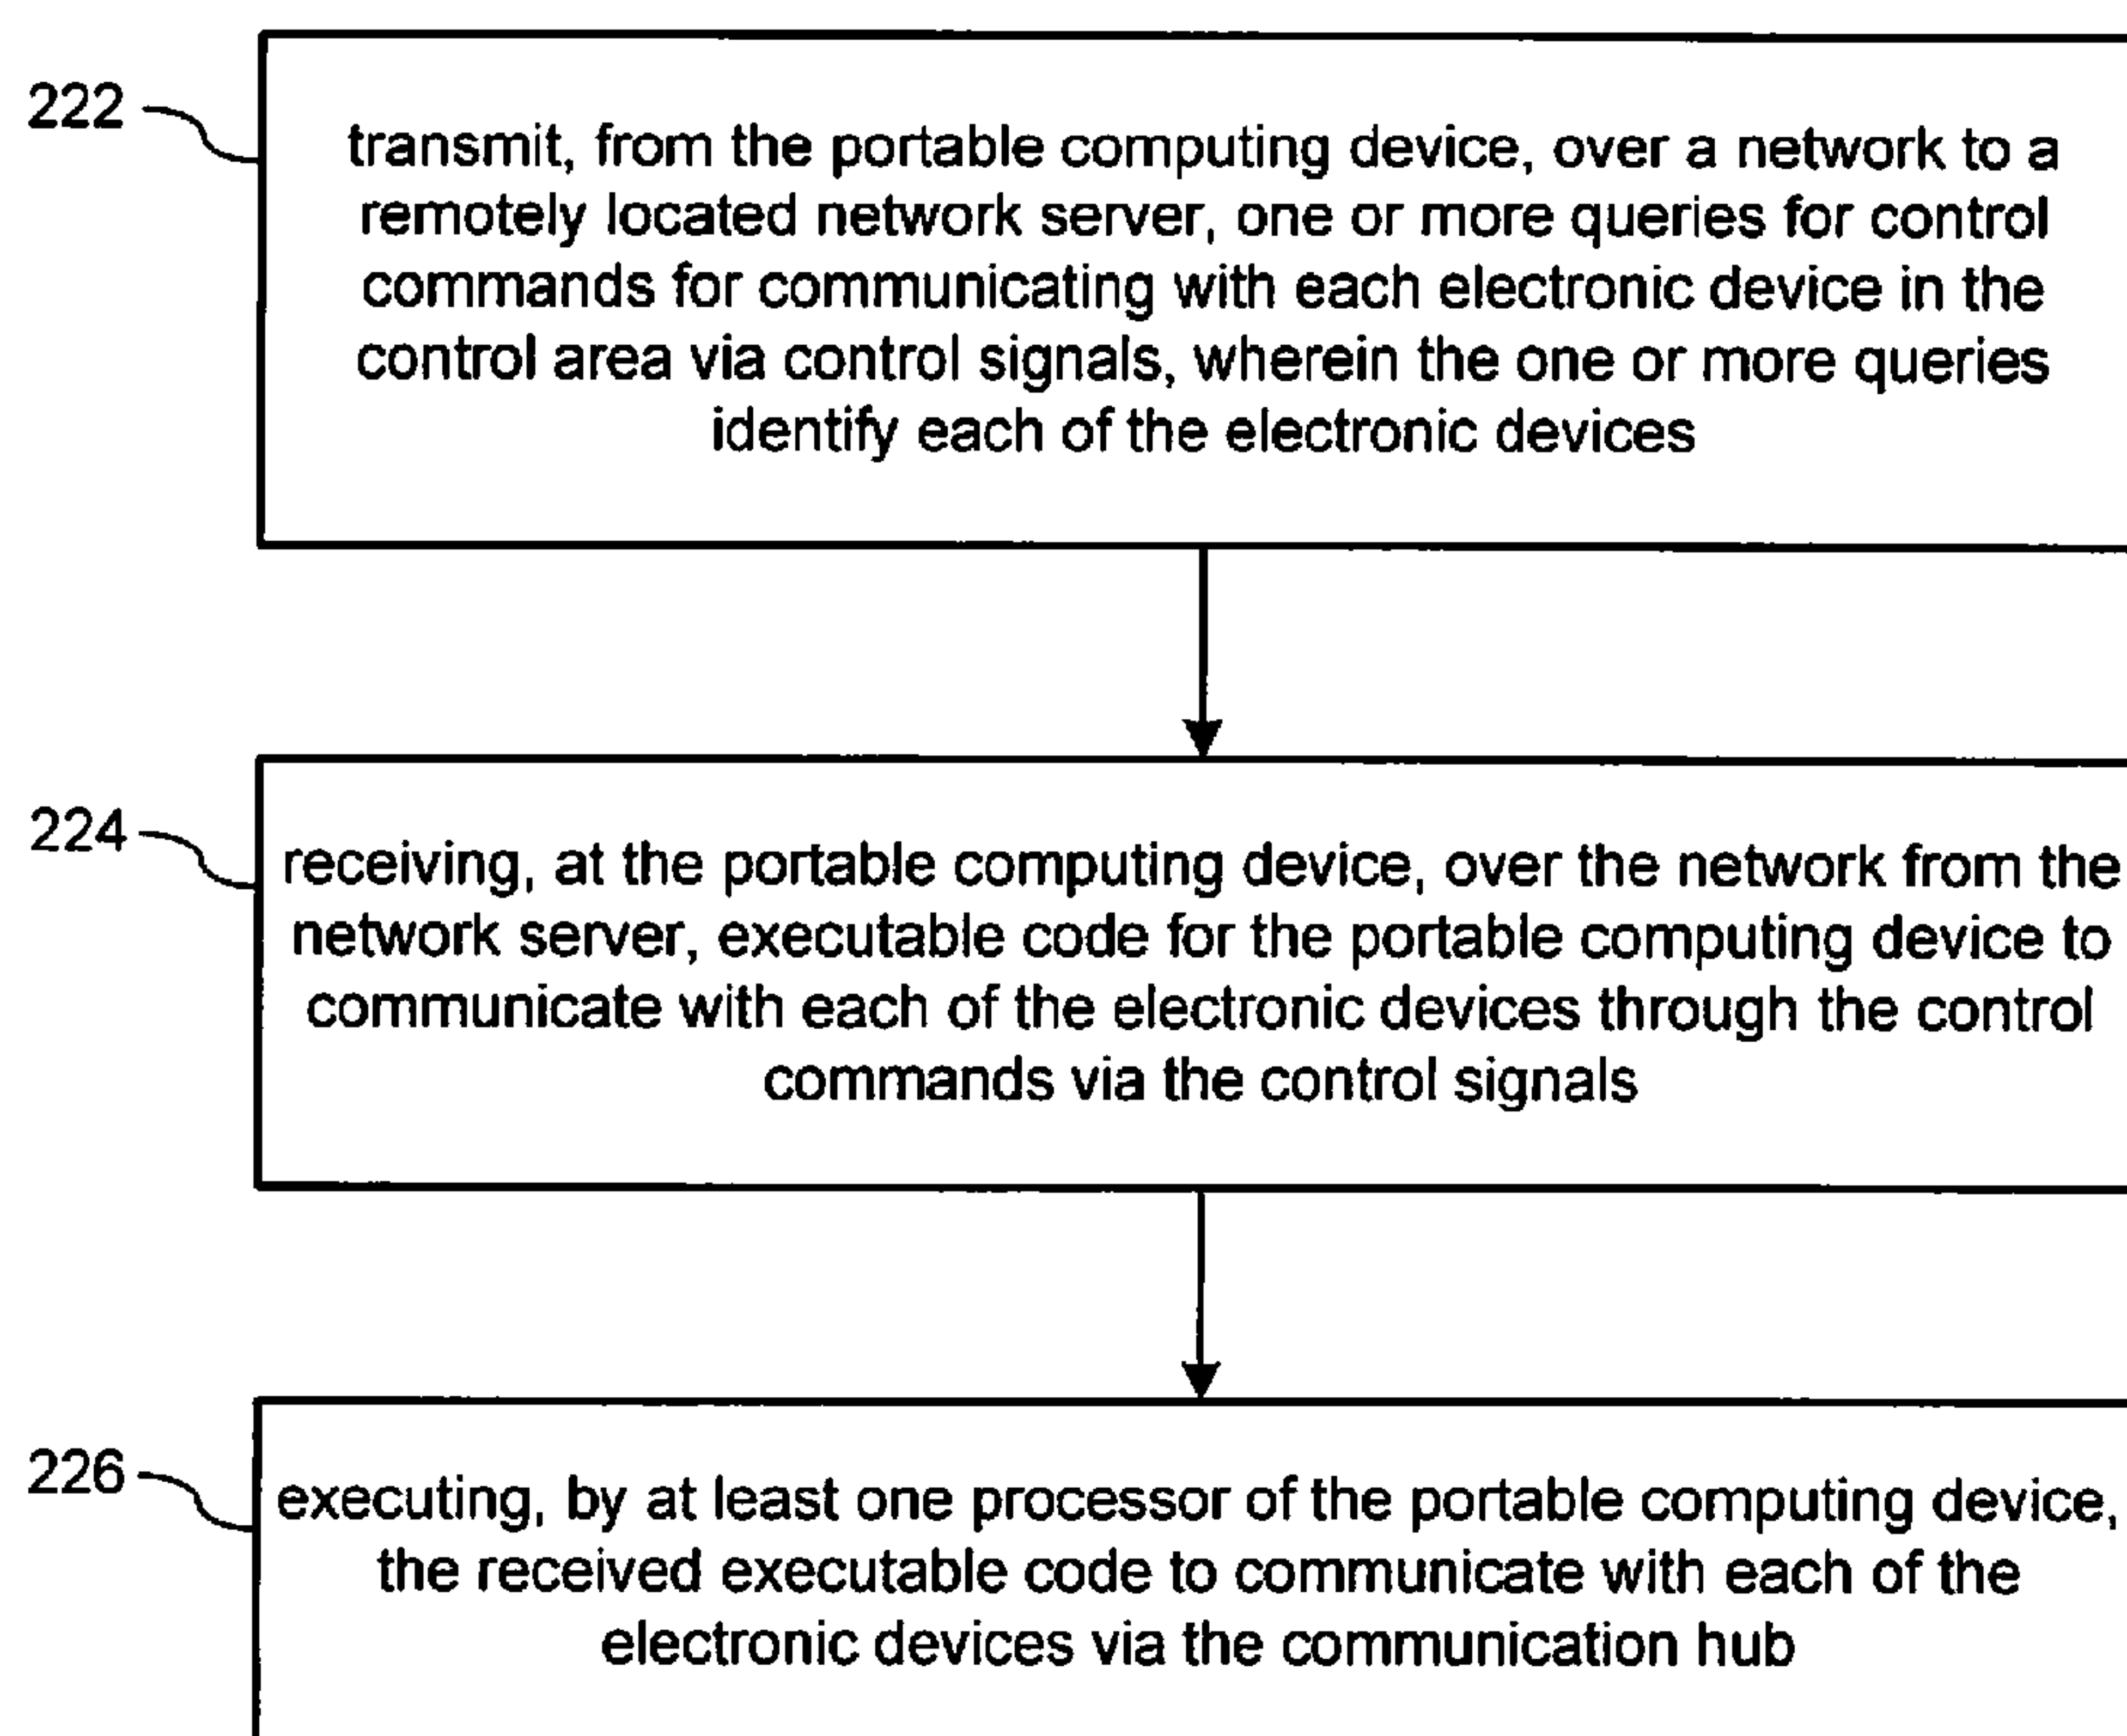 222
transmit, from the portable computing device, over a network to a
remotely located network server, one or more queries for control
commands for communicating with each electronic device in the
control area via control signals, wherein the one or more queries
identify each of the electronic devices
224
receiving, at the portable computing device, over the network from the
network server, executable code for the portable computing device to
communicate with each of the electronic devices through the control
commands via the control signals
226
executing, by at least one processor of the portable computing device,
the received executable code to communicate with each of the
electronic devices via the communication hub